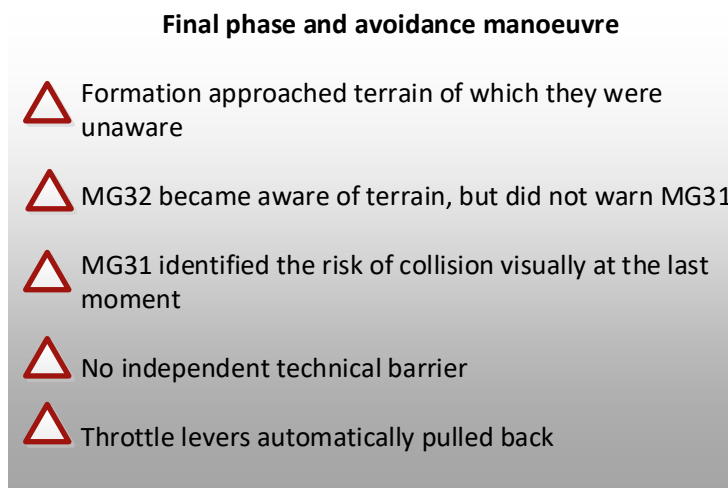 Final phase and avoidance manoeuvre
Formation approached terrain of which they were
unaware
MG32 became aware of terrain, but did not warn MG31
MG31 identified the risk of collision visually at the last
moment
No independent technical barrier
Throttle levers automatically pulled back